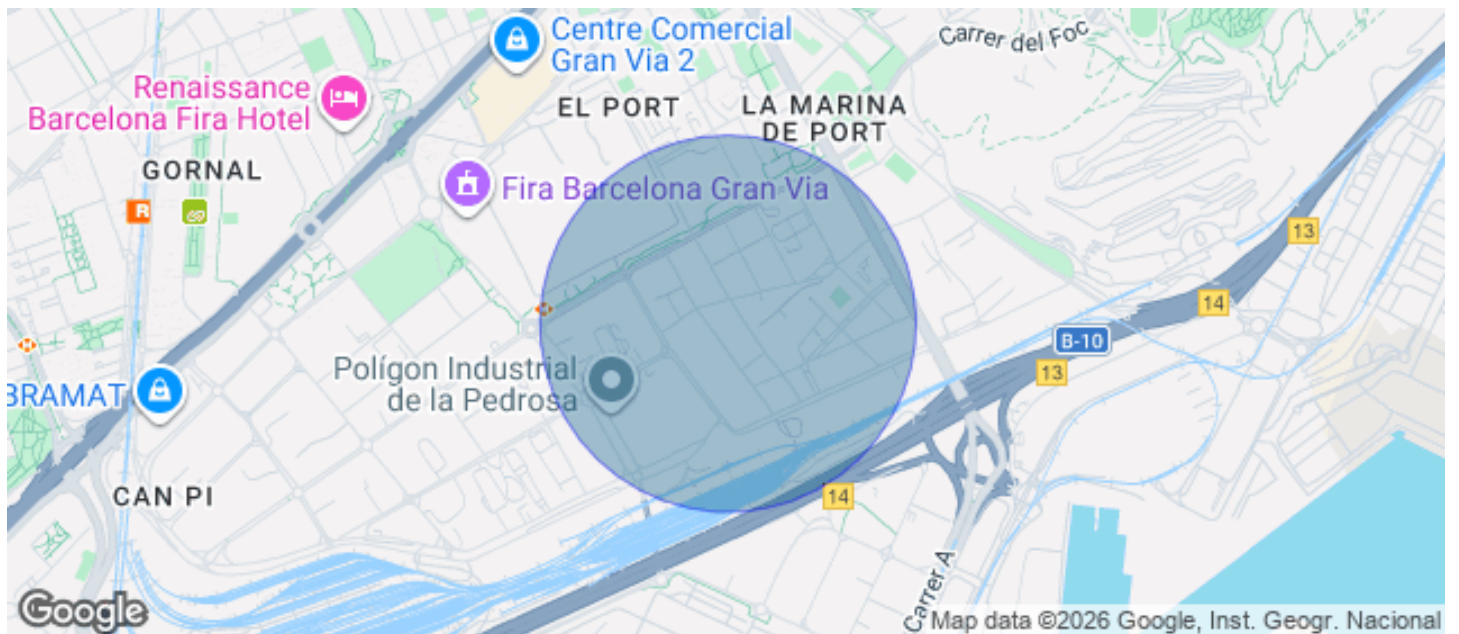 Centre Comercial
Gran Via 2
Carrer del Foc
Renaissance
Barcelona Fira Hotel
EL PORT
LA MARINA
DE PORT
GORNAL
Fira Barcelona Gran Via
R
13
14
B-10
13
Polígon Industrial
de la Pedrosa
BRAMAT
CAN PI
14
Carrer A
Google
Map data ©2026 Google, Inst. Geogr. Nacional